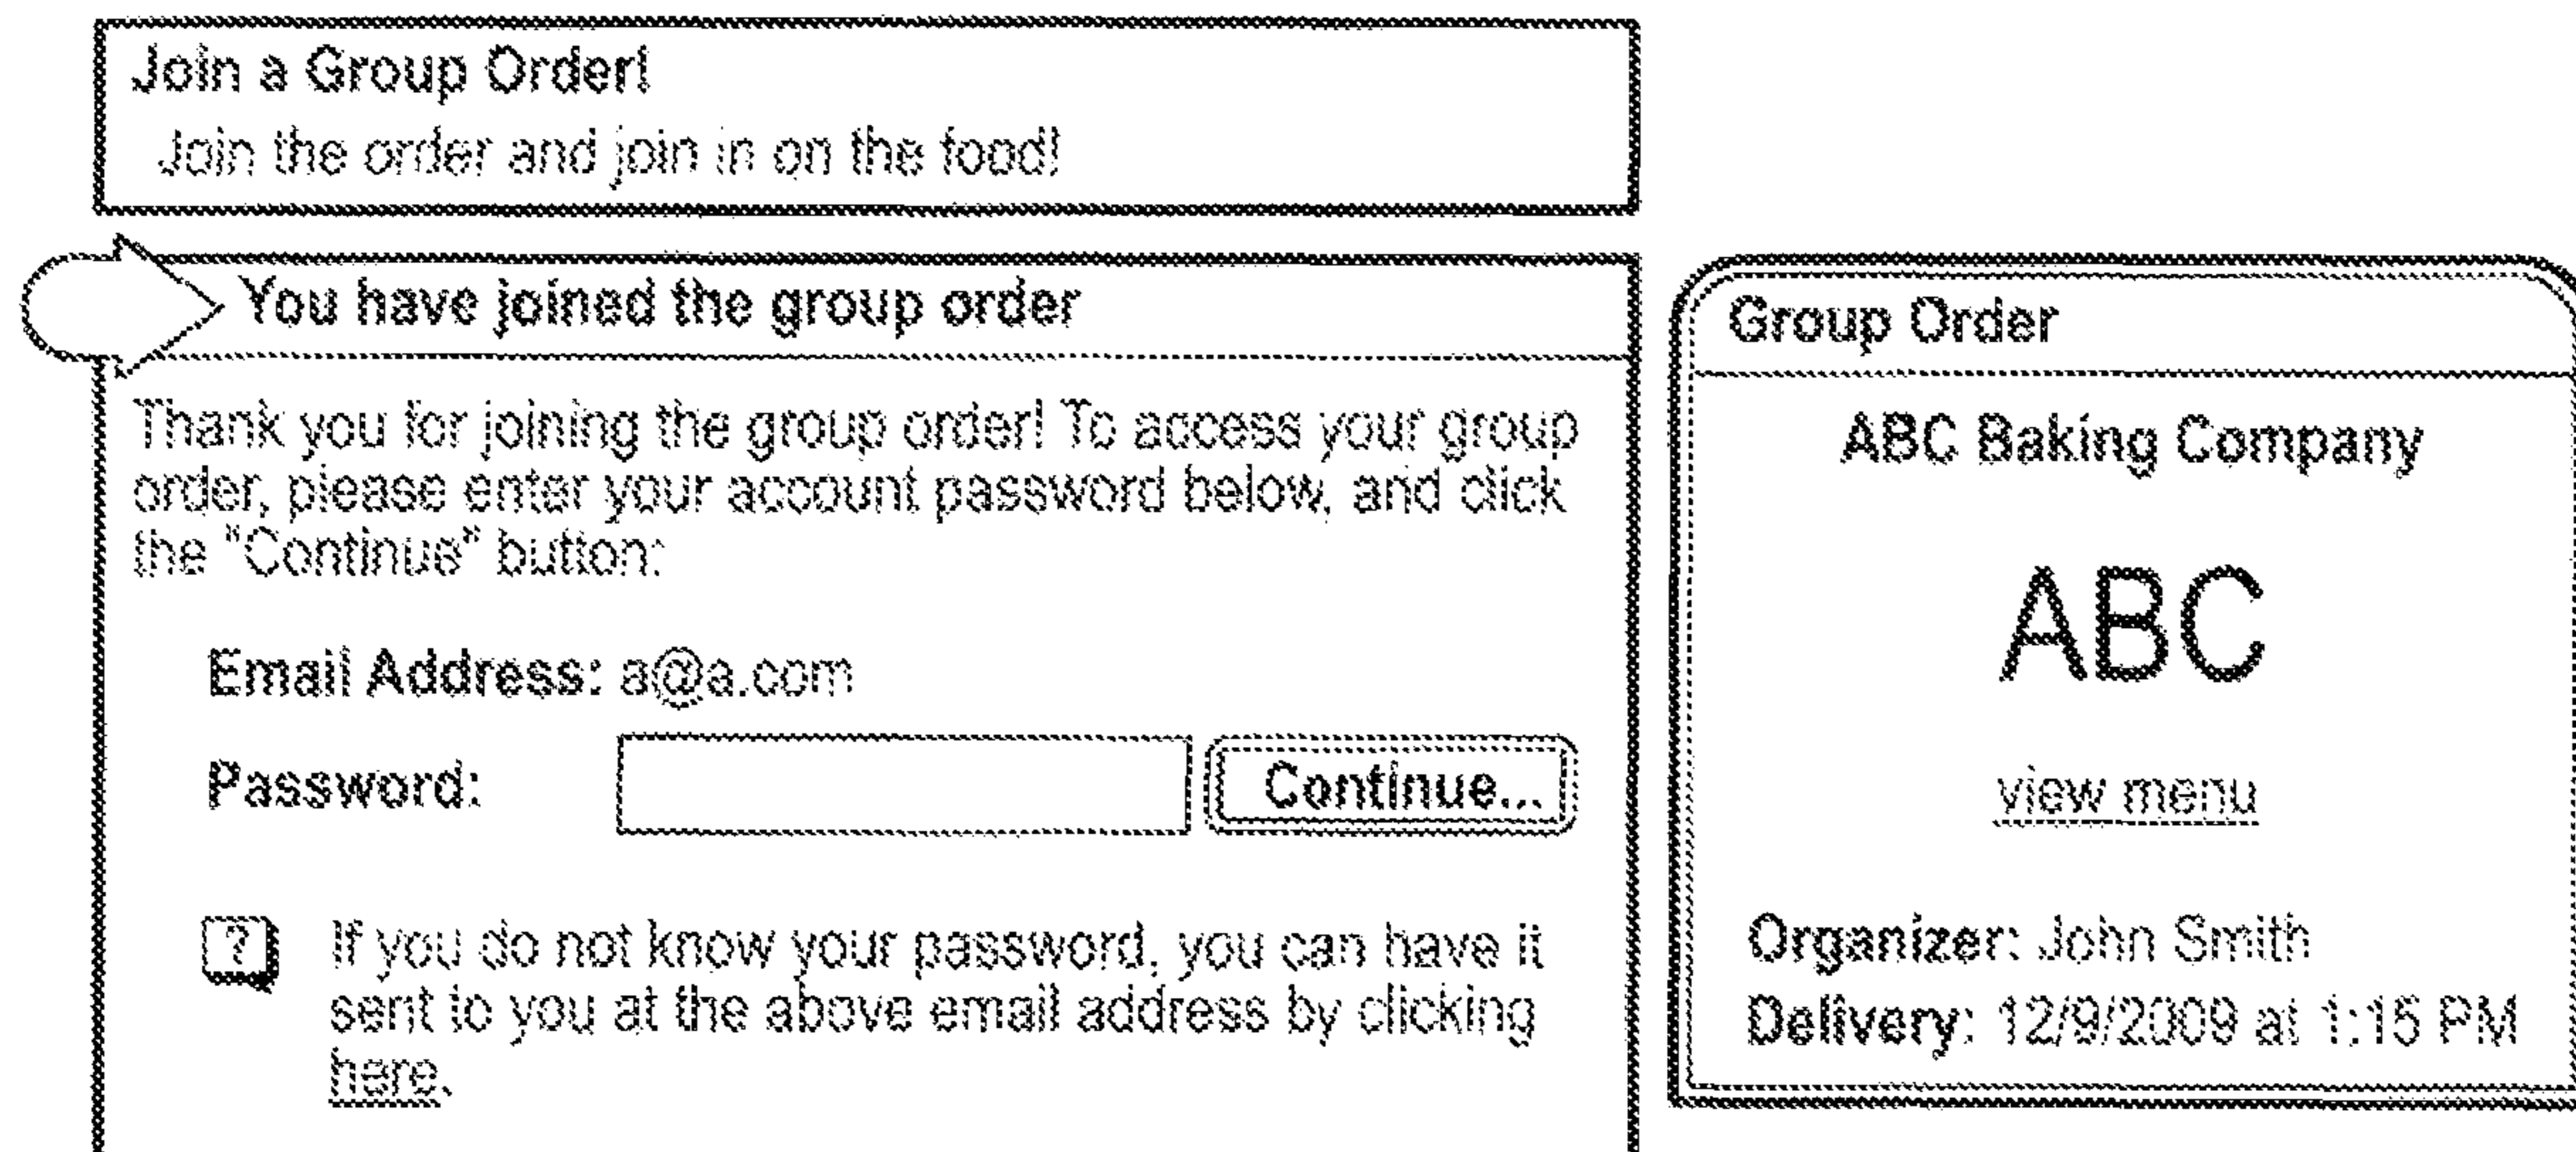 Join a Group Order!
Join the order and join in on the food!
You have joined the group order
Thank you for joining the group order! To access your group
order, please enter your account password below, and click
the "Continue" button:
Email Address: a@a.com
Password:
Continue...
?
If you do not know your password, you can have it
sent to you at the above email address by clicking
here.
Group Order
ABC Baking Company
ABC
view menu
Organizer: John Smith
Delivery: 12/9/2009 at 1:15 PM